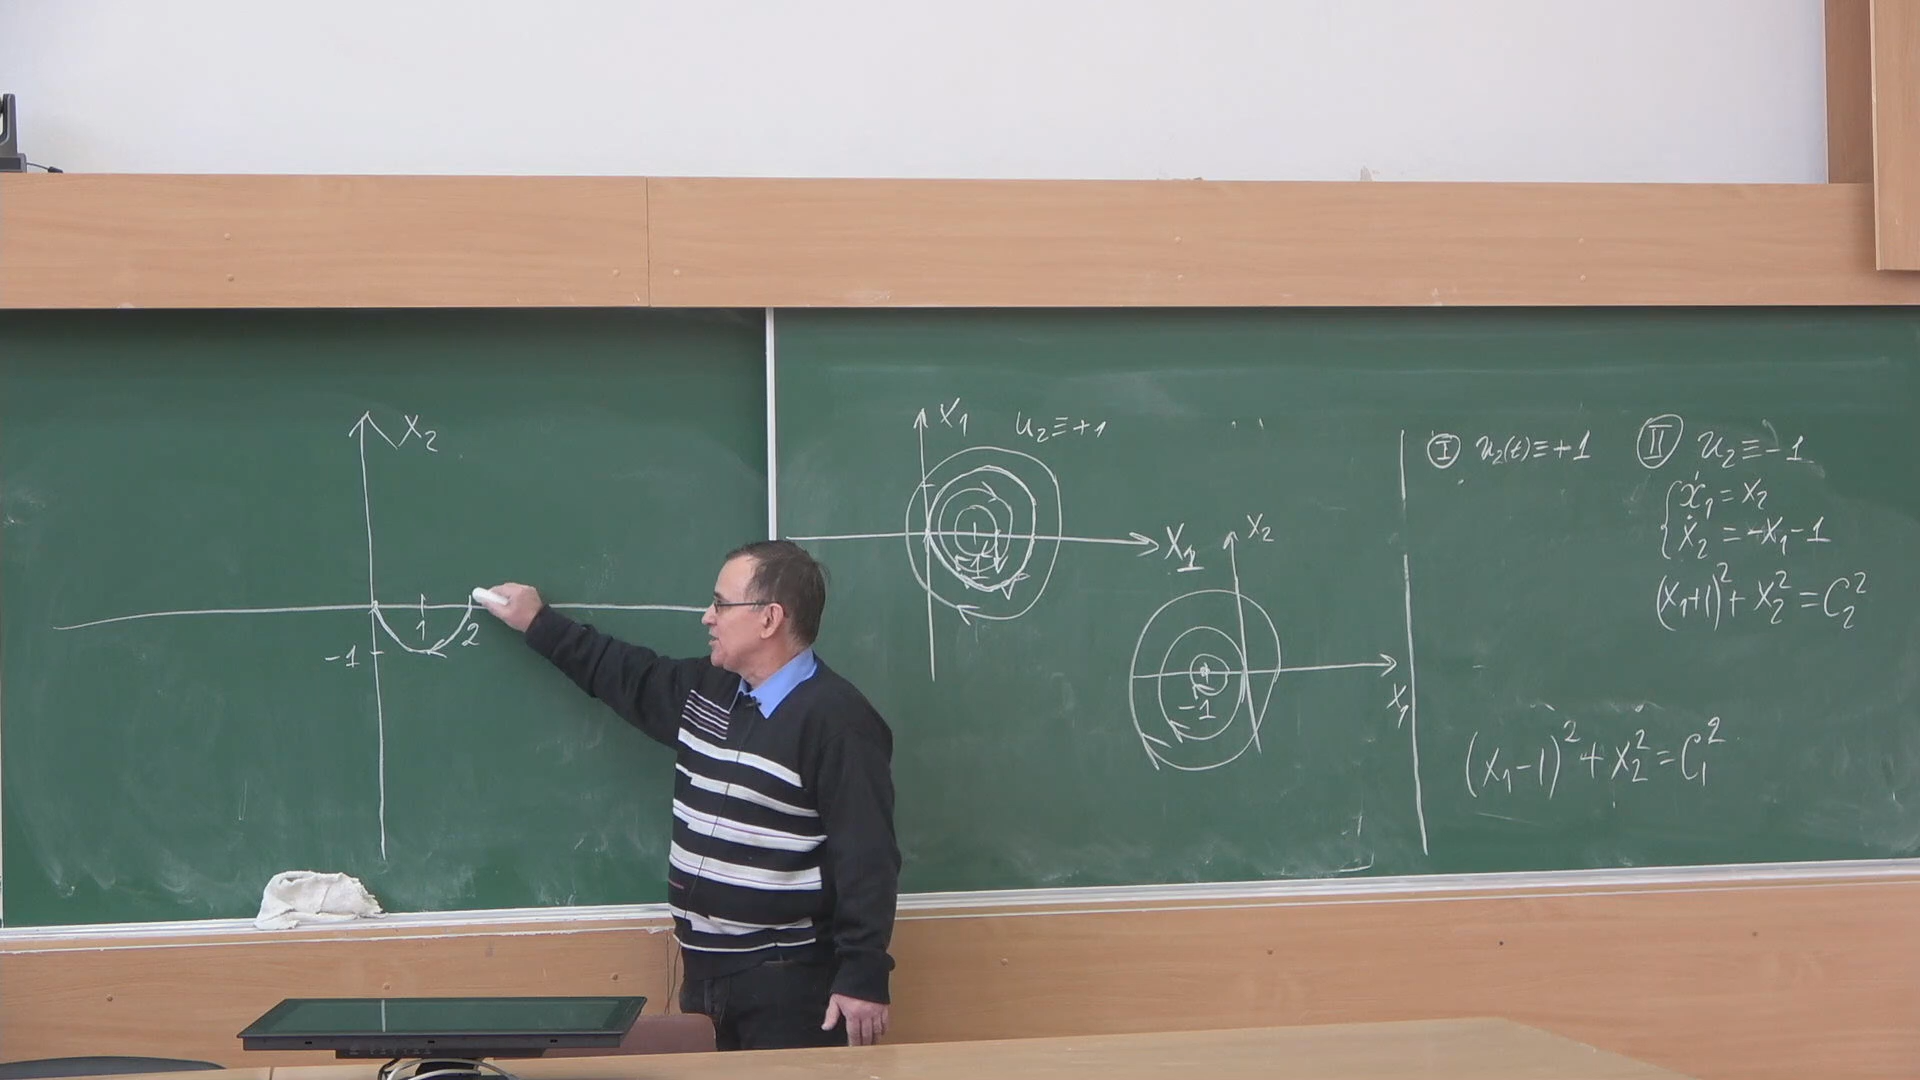 X₂
1
2
-1
X₁
u₂≡+1
1
X₁
X₂
-1
X₁
Ⅰ u₂(t)≡+1
Ⅱ u₂≡-1
{ẋ₁=x₂
{ẋ₂=-x₁-1
(x₁+1)²+x₂²=C₂²
(x₁-1)²+x₂²=C₁²